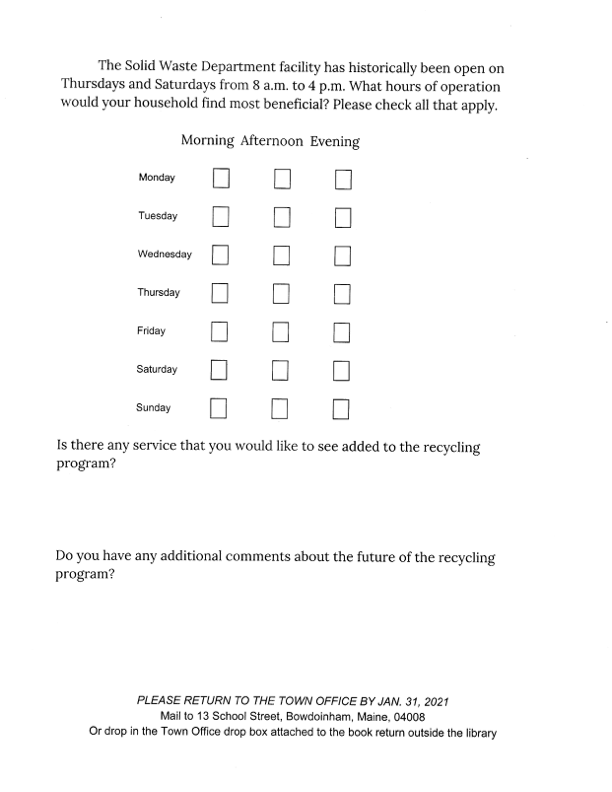 The Solid Waste Department facility has historically been open on
Thursdays and Saturdays from 8 a.m. to 4 p.m. What hours of operation
would your household find most beneficial? Please check all that apply.
Morning Afternoon Evening
Monday
Tuesday
Wednesday
Thursday
Friday
Saturday
Sunday
Is there any service that you would like to see added to the recycling
program?
Do you have any additional comments about the future of the recycling
program?
PLEASE RETURN TO THE TOWN OFFICE BY JAN. 31, 2021
Mail to 13 School Street, Bowdoinham, Maine, 04008
Or drop in the Town Office drop box attached to the book return outside the library